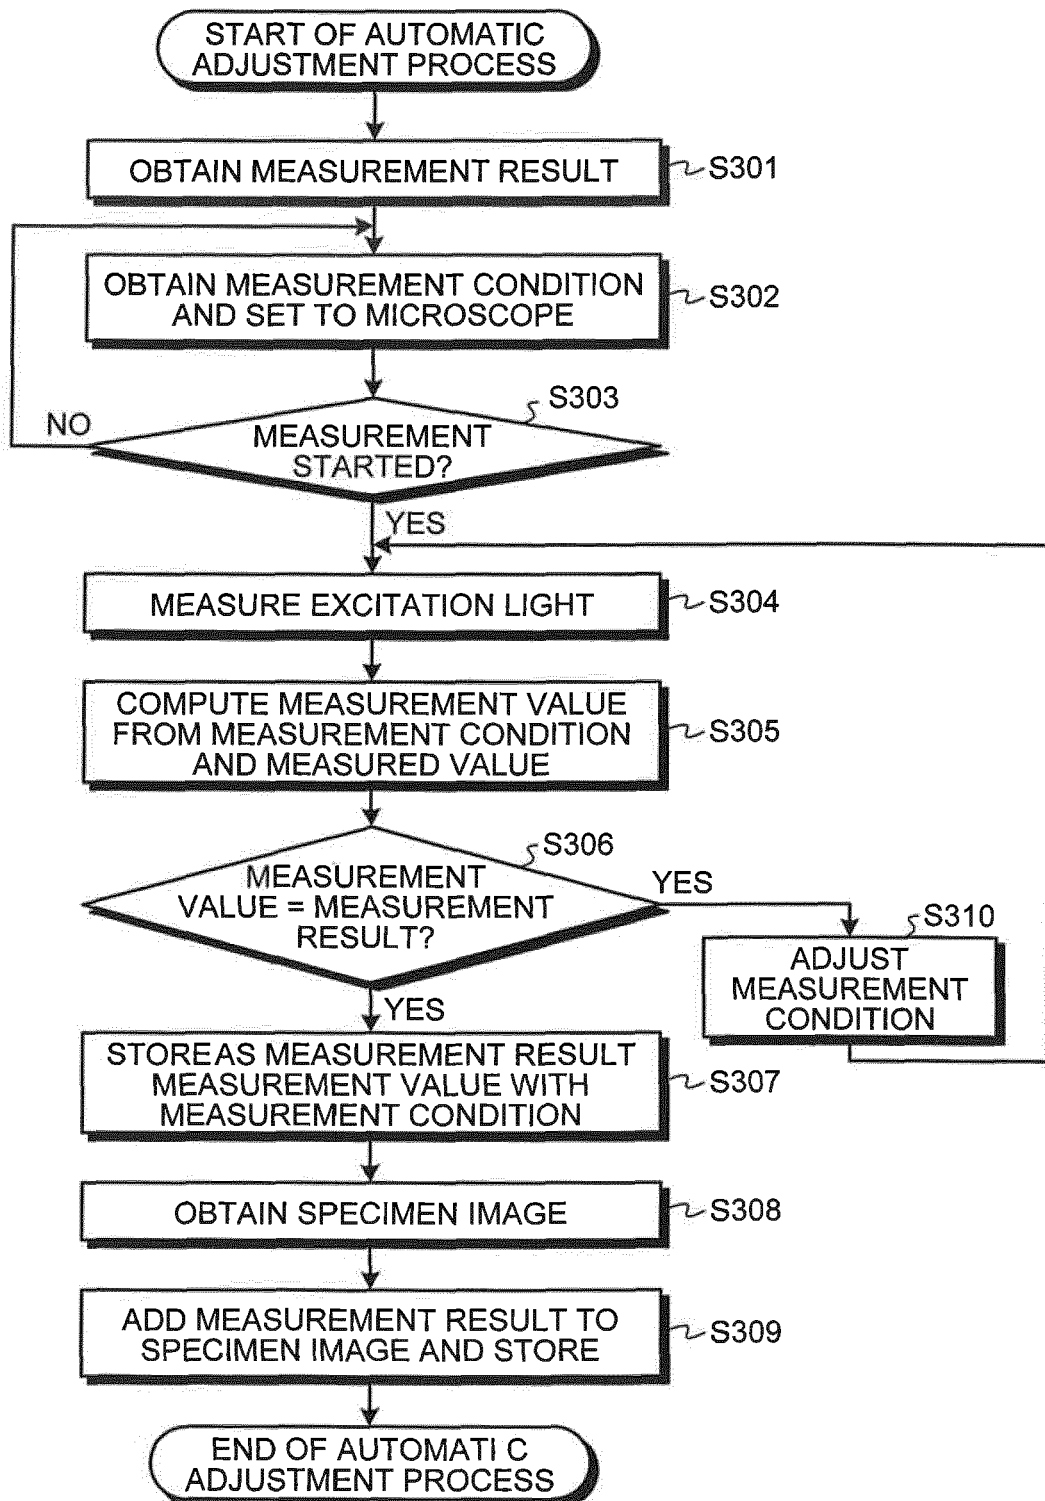 START OF AUTOMATIC
ADJUSTMENT PROCESS
OBTAIN MEASUREMENT RESULT
S301
OBTAIN MEASUREMENT CONDITION
AND SET TO MICROSCOPE
S302
S303
NO
MEASUREMENT
STARTED?
YES
MEASURE EXCITATION LIGHT
S304
COMPUTE MEASUREMENT VALUE
FROM MEASUREMENT CONDITION
AND MEASURED VALUE
S305
S306
MEASUREMENT
VALUE = MEASUREMENT
RESULT?
YES
S310
ADJUST
MEASUREMENT
CONDITION
YES
STORE AS MEASUREMENT RESULT
MEASUREMENT VALUE WITH
MEASUREMENT CONDITION
S307
OBTAIN SPECIMEN IMAGE
S308
ADD MEASUREMENT RESULT TO
SPECIMEN IMAGE AND STORE
S309
END OF AUTOMATI C
ADJUSTMENT PROCESS